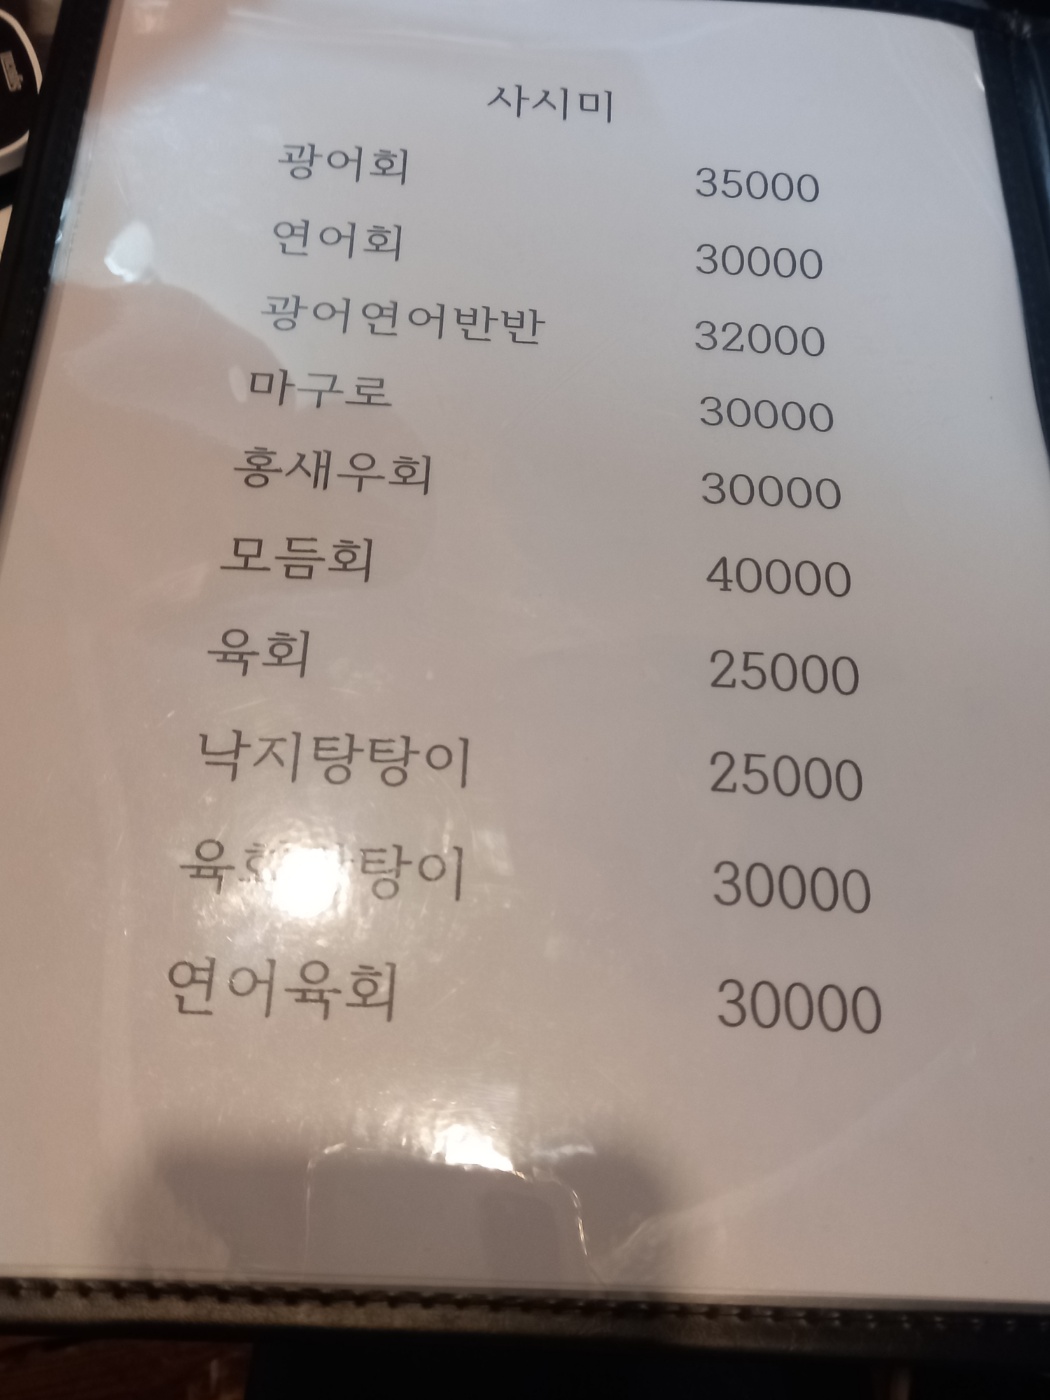 사시미
광어회 35000
연어회 30000
광어연어반반 32000
마구로 30000
홍새우회 30000
모듬회 40000
육회 25000
낙지탕탕이 25000
30000
연어육회 30000